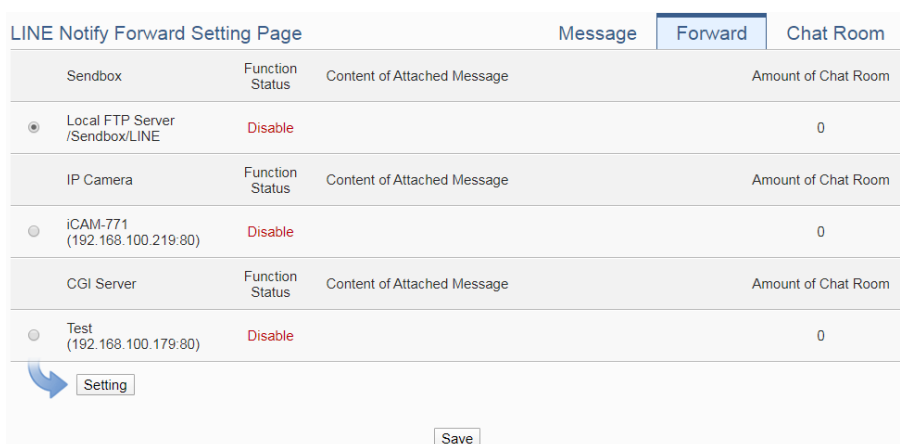 LINE Notify Forward Setting Page Message Forward Chat Room
Sendbox Function Status Content of Attached Message Amount of Chat Room
Local FTP Server
/Sendbox/LINE Disable 0
IP Camera Function Status Content of Attached Message Amount of Chat Room
iCAM-771
(192.168.100.219:80) Disable 0
CGI Server Function Status Content of Attached Message Amount of Chat Room
Test
(192.168.100.179:80) Disable 0
Setting
Save